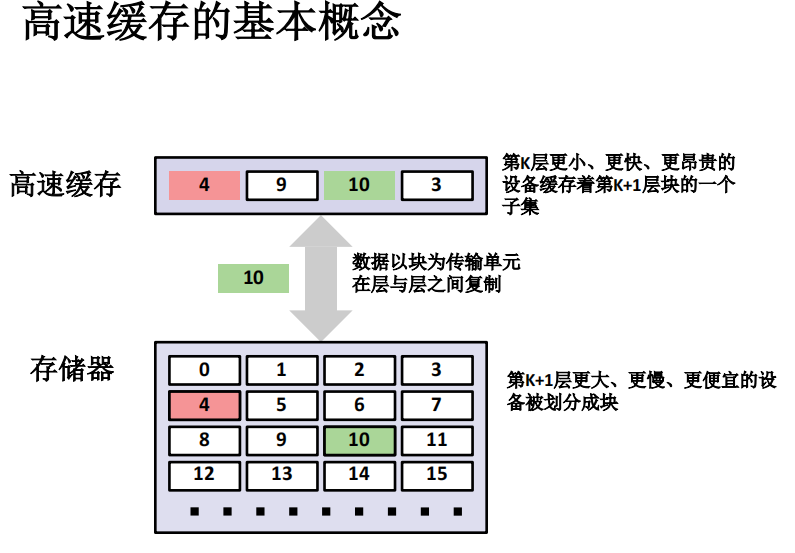 高速缓存的基本概念
高速缓存
4 9 10 3
第K层更小、更快、更昂贵的
设备缓存着第K+1层块的一个
子集
10
数据以块为传输单元
在层与层之间复制
存储器
0 1 2 3
4 5 6 7
8 9 10 11
12 13 14 15
第K+1层更大、更慢、更便宜的设
备被划分成块